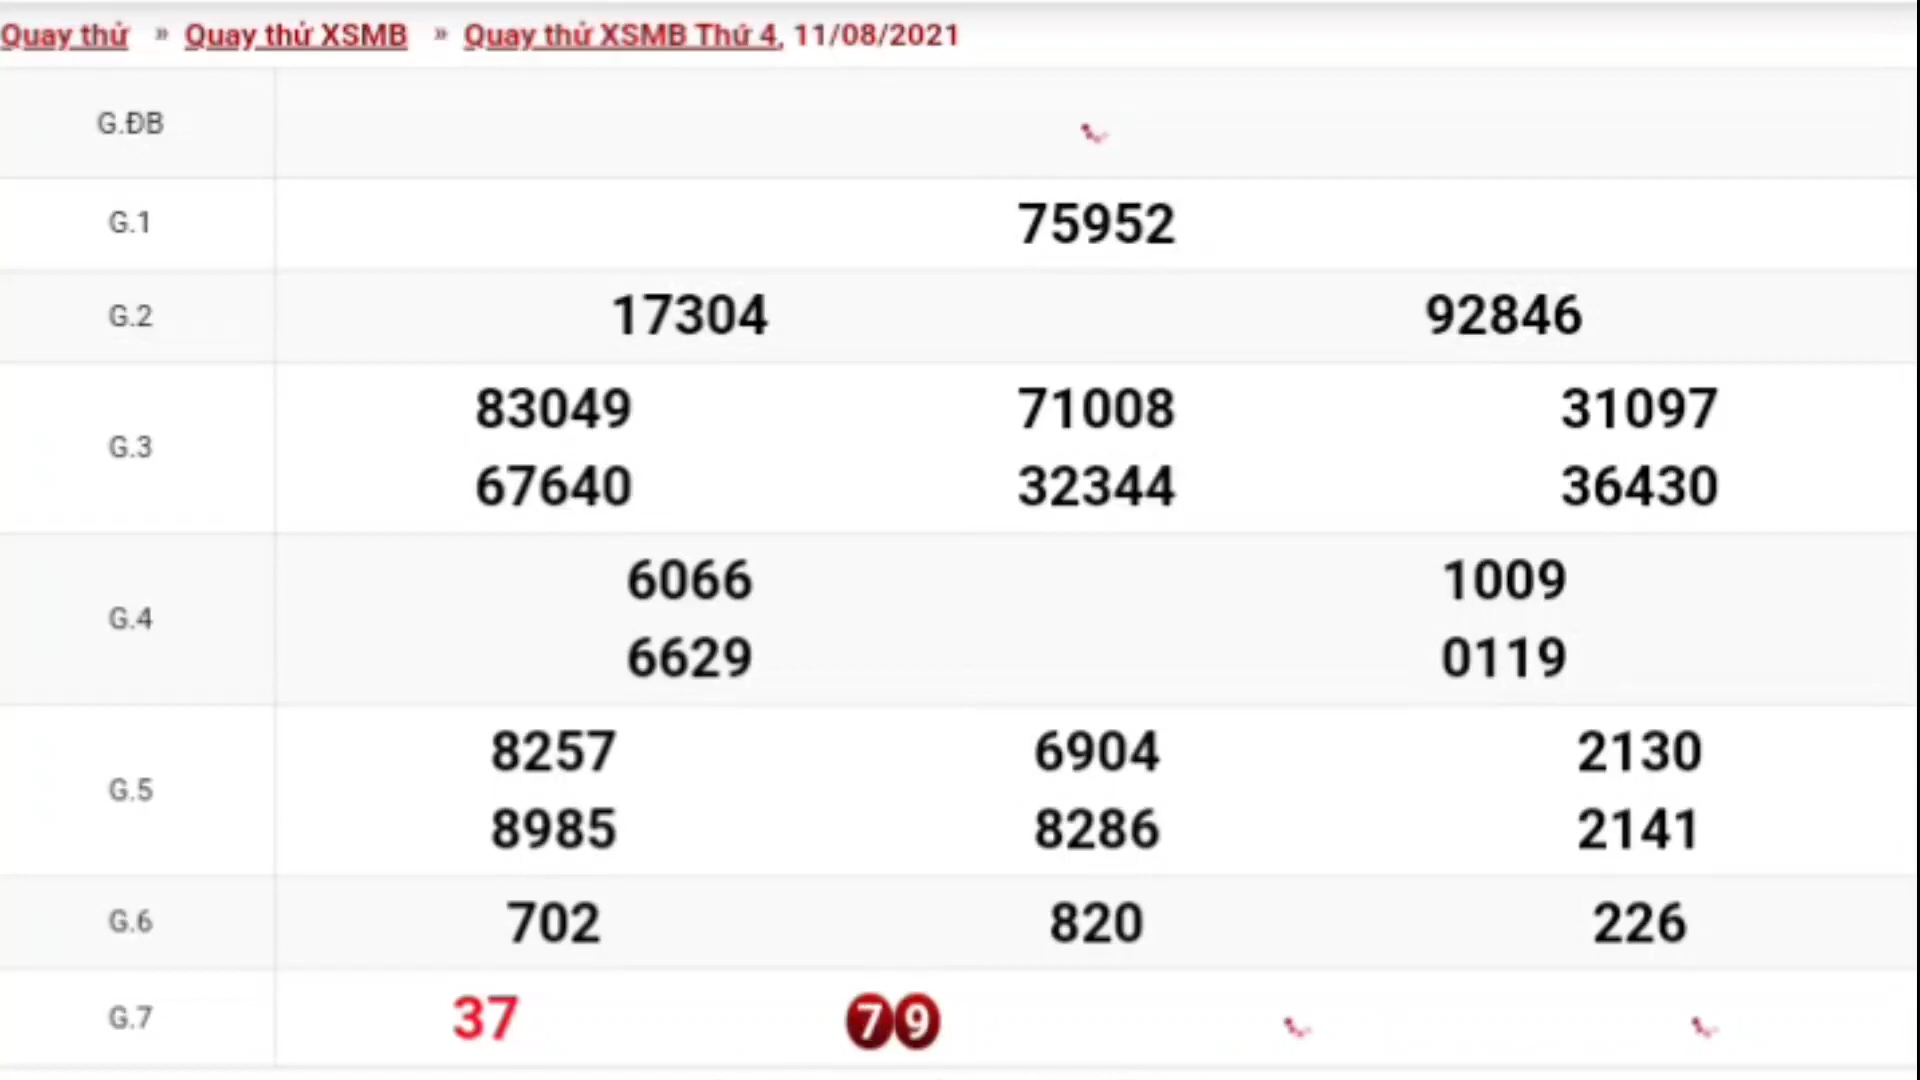 Quay thử » Quay thử XSMB » Quay thử XSMB Thứ 4, 11/08/2021
G.ĐB
G.1 75952
G.2 17304 92846
G.3 83049 71008 31097
67640 32344 36430
G.4 6066 1009
6629 0119
G.5 8257 6904 2130
8985 8286 2141
G.6 702 820 226
G.7 37 79